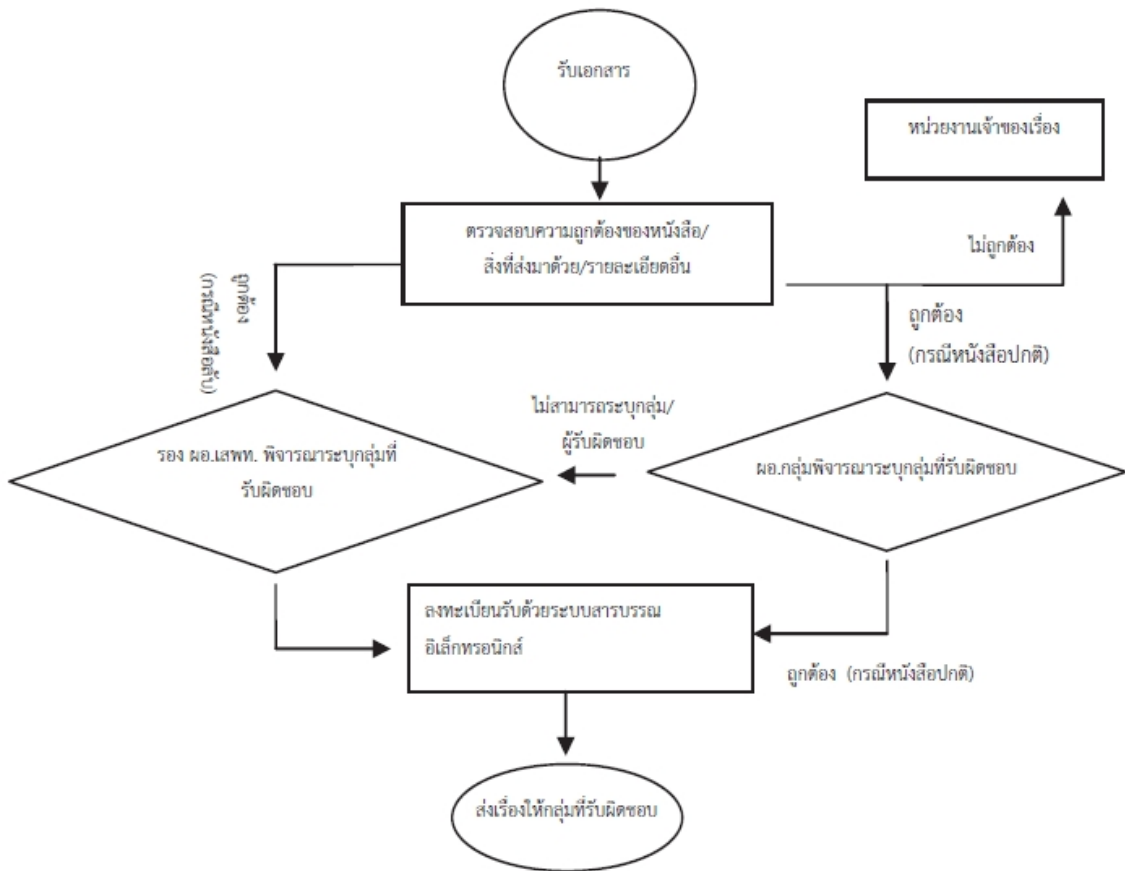 รับเอกสาร
หน่วยงานเจ้าของเรื่อง
ตรวจสอบความถูกต้องของหนังสือ/
สิ่งที่ส่งมาด้วย/รายละเอียดอื่น
ไม่ถูกต้อง
ถูกต้อง
(กรณีหนังสือลับ)
ถูกต้อง
(กรณีหนังสือปกติ)
ไม่สามารถระบุกลุ่ม/
ผู้รับผิดชอบ
รอง ผอ.เสพท. พิจารณาระบุกลุ่มที่
รับผิดชอบ
ผอ.กลุ่มพิจารณาระบุกลุ่มที่รับผิดชอบ
ลงทะเบียนรับด้วยระบบสารบรรณ
อิเล็กทรอนิกส์
ถูกต้อง (กรณีหนังสือปกติ)
ส่งเรื่องให้กลุ่มที่รับผิดชอบ